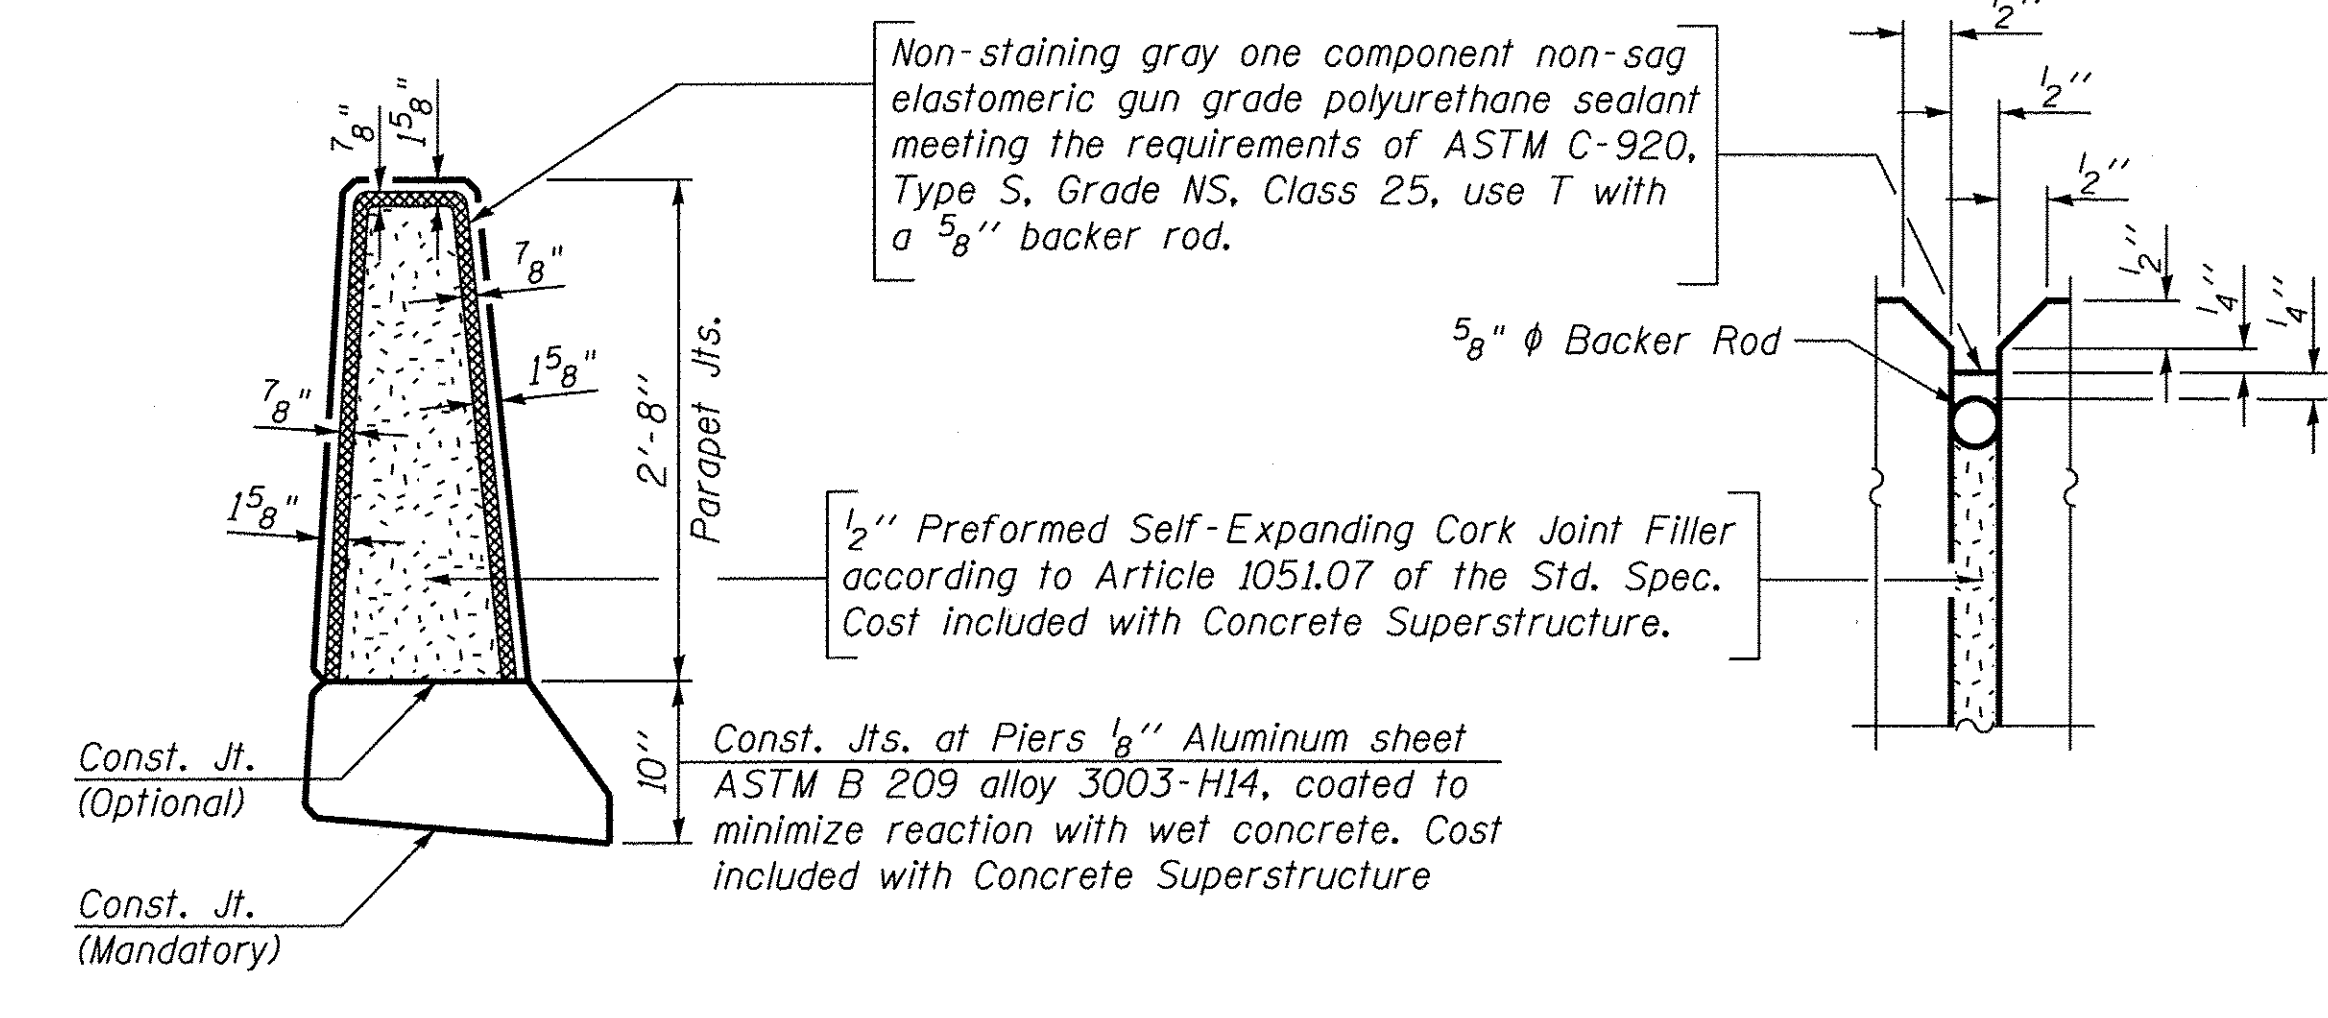 7/8"
1 5/8"
7/8"
1 5/8"
7/8"
1 5/8"
2'-8"
Parapet Jts.
10"
Const. Jt.
(Optional)
Const. Jt.
(Mandatory)
Non-staining gray one component non-sag
elastomeric gun grade polyurethane sealant
meeting the requirements of ASTM C-920,
Type S, Grade NS, Class 25, use T with
a 5/8" backer rod.
5/8" φ Backer Rod
1/2" Preformed Self-Expanding Cork Joint Filler
according to Article 1051.07 of the Std. Spec.
Cost included with Concrete Superstructure.
Const. Jts. at Piers 1/8" Aluminum sheet
ASTM B 209 alloy 3003-H14, coated to
minimize reaction with wet concrete. Cost
included with Concrete Superstructure
1/2"
1/2"
1/2"
1/2"
1/4"
1/4"